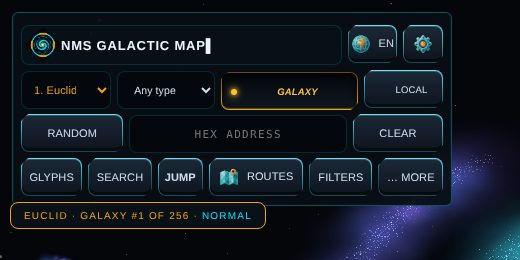 NMS GALACTIC MAP EN
1. Euclid Any type GALAXY LOCAL
RANDOM HEX ADDRESS CLEAR
GLYPHS SEARCH JUMP ROUTES FILTERS ... MORE
EUCLID · GALAXY #1 OF 256 · NORMAL